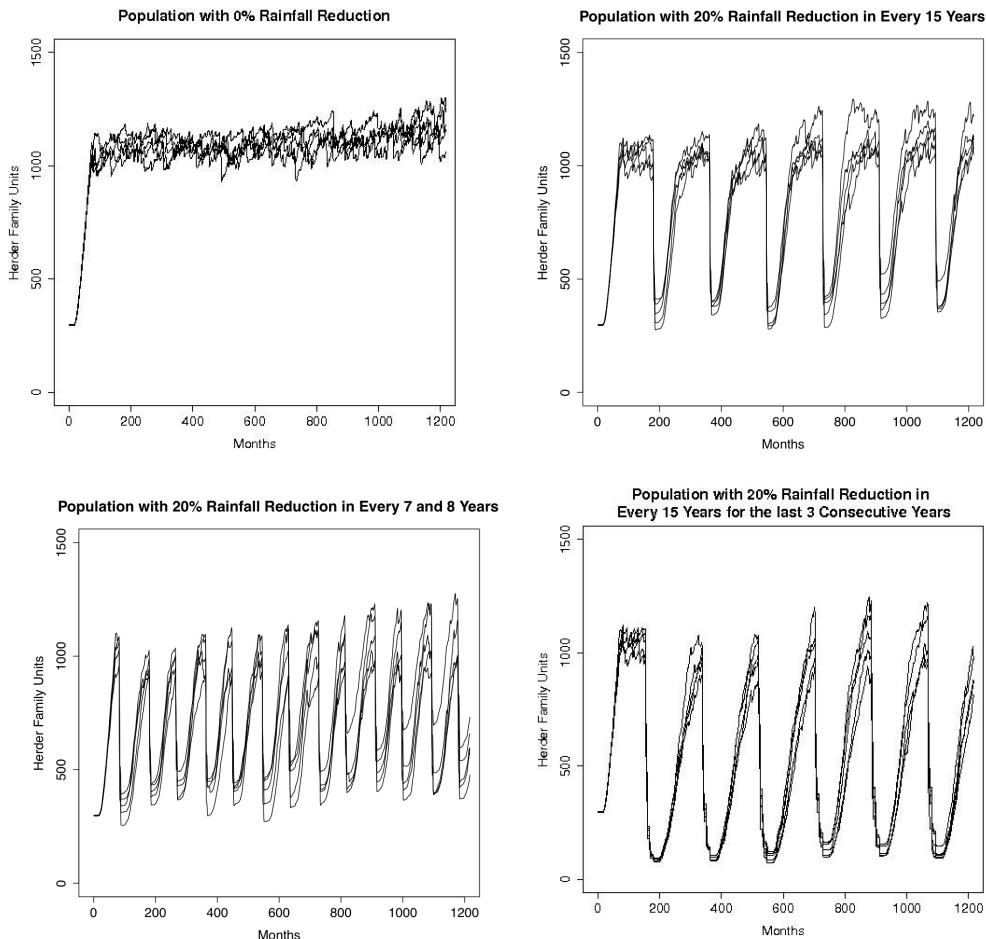 Population with 0% Rainfall Reduction
1500
1000
500
0
Herder Family Units
0 200 400 600 800 1000 1200
Months
Population with 20% Rainfall Reduction in Every 15 Years
1500
1000
500
0
Herder Family Units
0 200 400 600 800 1000 1200
Months
Population with 20% Rainfall Reduction in Every 7 and 8 Years
1500
1000
500
0
Herder Family Units
0 200 400 600 800 1000 1200
Months
Population with 20% Rainfall Reduction in
Every 15 Years for the last 3 Consecutive Years
1500
1000
500
0
Herder Family Units
0 200 400 600 800 1000 1200
Months